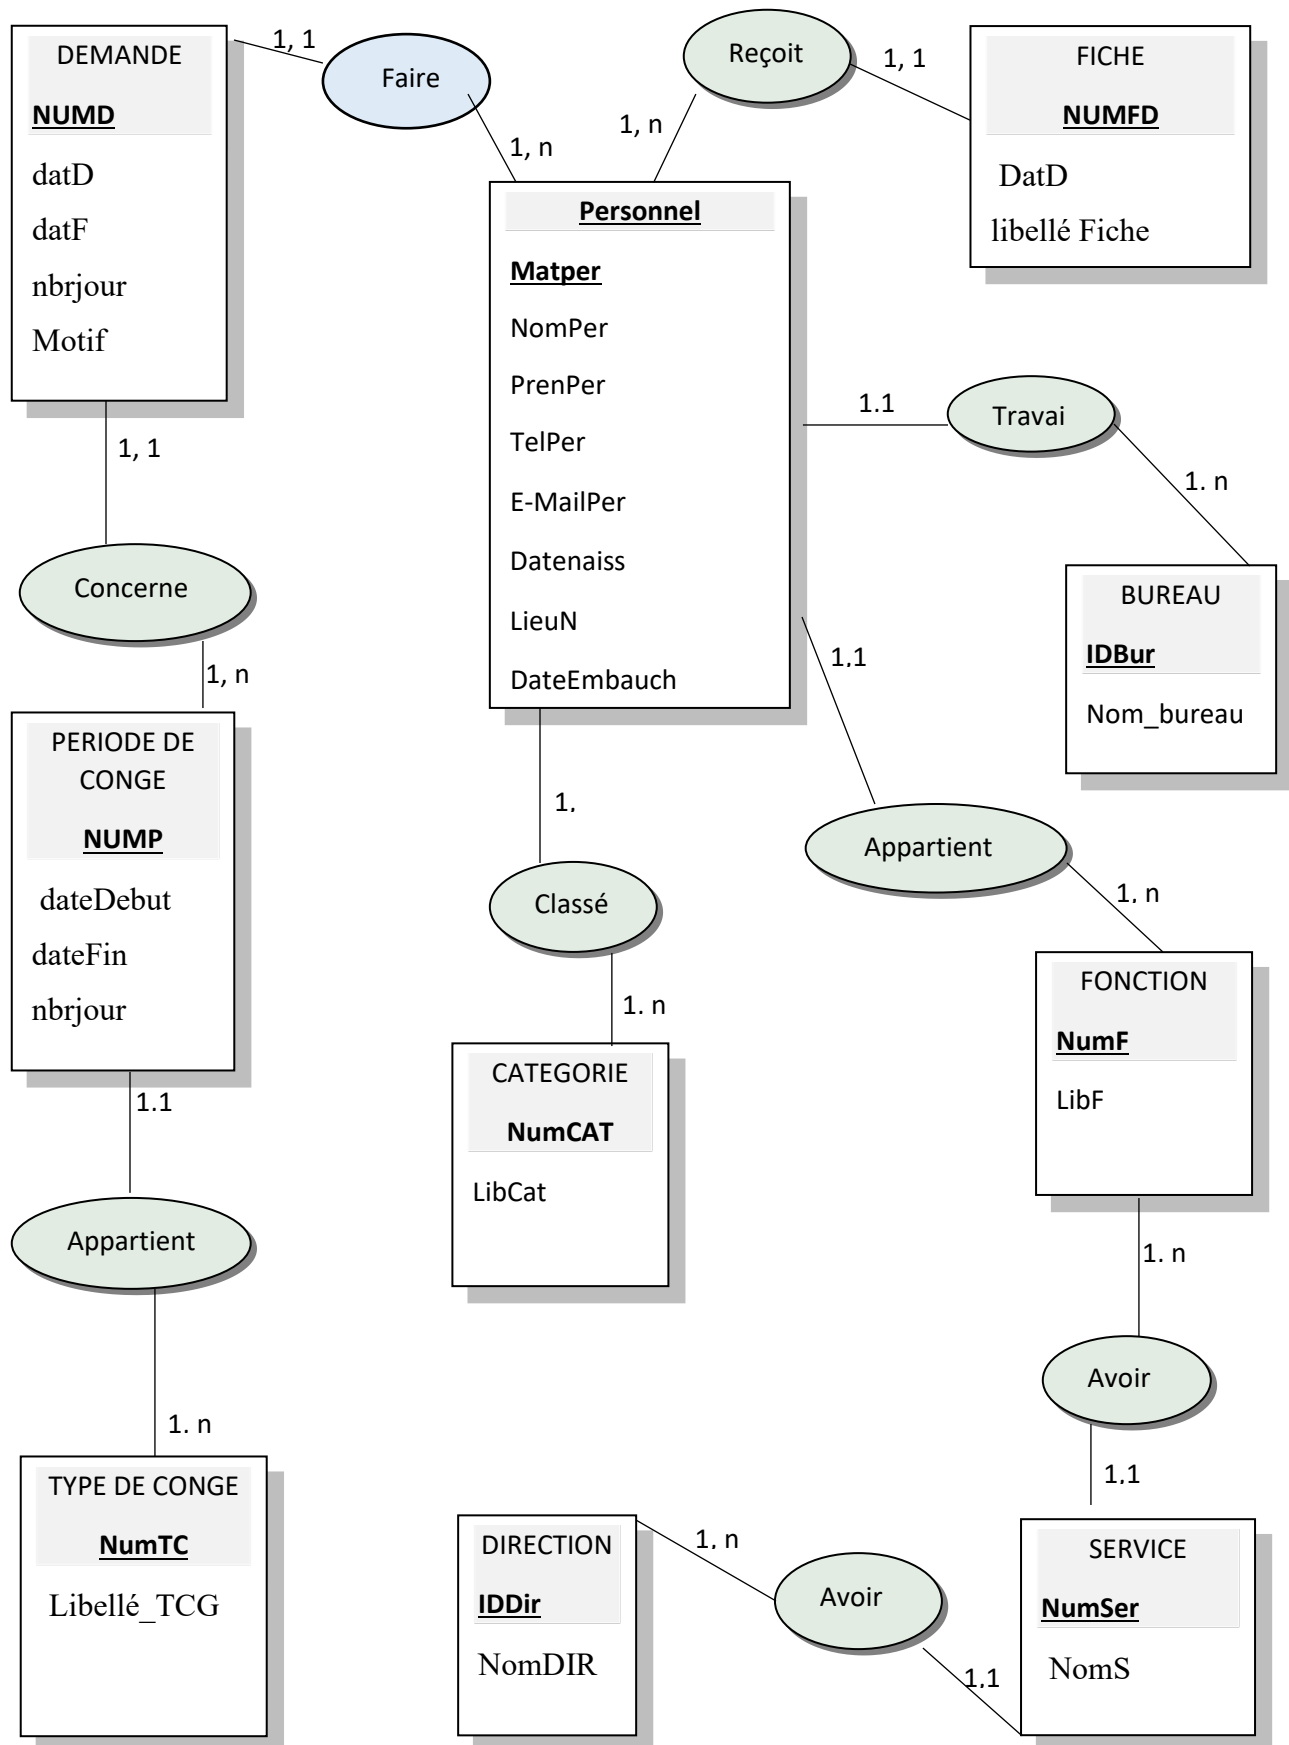 DEMANDE
NUMD
datD
datF
nbrjour
Motif
1, 1
Faire
1, n
Reçoit
1, n
1, 1
FICHE
NUMFD
DatD
libellé Fiche
Personnel
Matper
NomPer
PrenPer
TelPer
E-MailPer
Datenaiss
LieuN
DateEmbauch
1.1
Travai
1. n
BUREAU
IDBur
Nom_bureau
1, 1
Concerne
1, n
PERIODE DE
CONGE
NUMP
dateDebut
dateFin
nbrjour
1.1
Appartient
1. n
TYPE DE CONGE
NumTC
Libellé_TCG
1,
Classé
1. n
CATEGORIE
NumCAT
LibCat
1,1
Appartient
1, n
FONCTION
NumF
LibF
1. n
Avoir
1,1
SERVICE
NumSer
NomS
1,1
Avoir
1, n
DIRECTION
IDDir
NomDIR